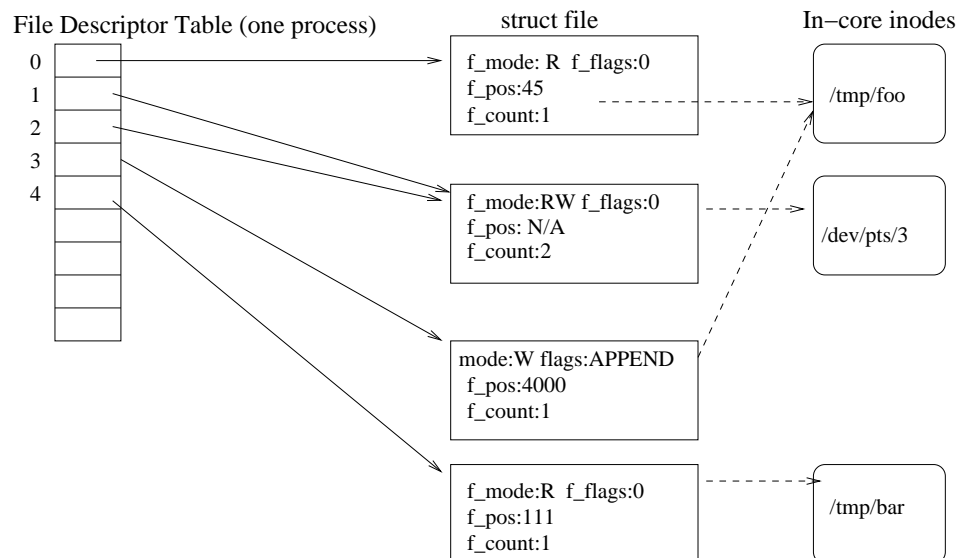 File Descriptor Table (one process)
0
1
2
3
4
struct file
f_mode: R f_flags:0
f_pos:45
f_count:1
f_mode:RW f_flags:0
f_pos: N/A
f_count:2
mode:W flags:APPEND
f_pos:4000
f_count:1
f_mode:R f_flags:0
f_pos:111
f_count:1
In−core inodes
/tmp/foo
/dev/pts/3
/tmp/bar